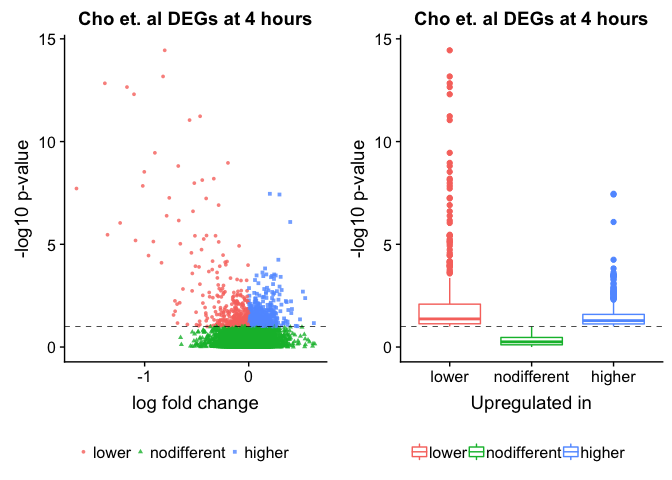 Cho et. al DEGs at 4 hours
15
10
5
0
-log10 p-value
-1
0
log fold change
lower
nodifferent
higher
Cho et. al DEGs at 4 hours
15
10
5
0
-log10 p-value
lower
nodifferent
higher
Upregulated in
lower
nodifferent
higher